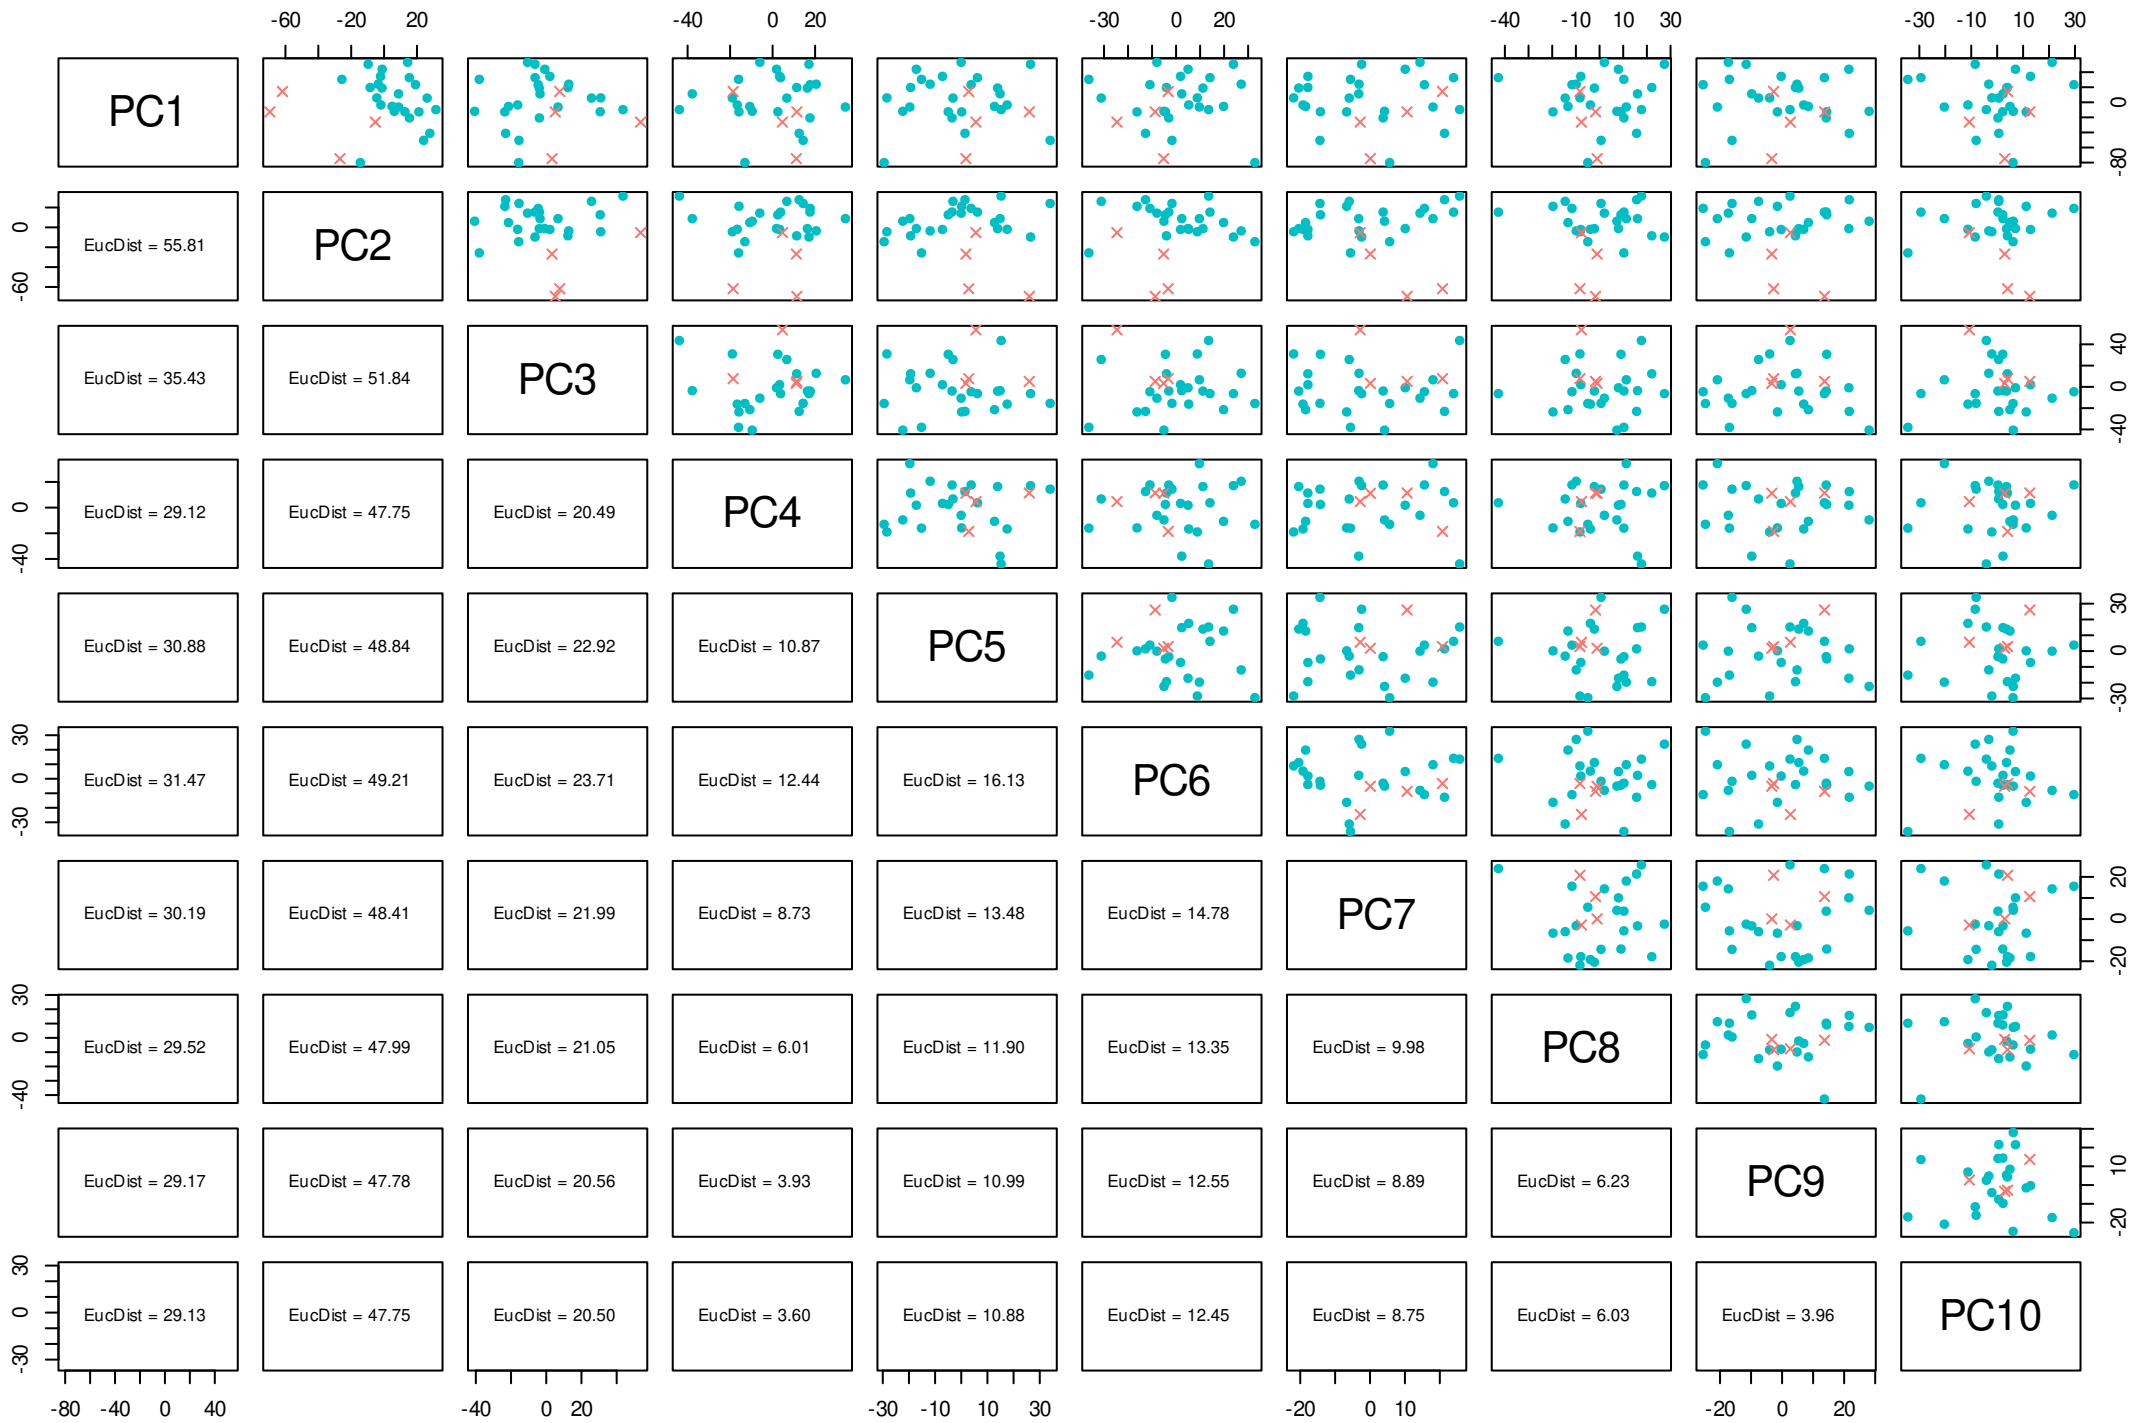 -60 -20 20 -40 0 20 -30 0 20 -40 -10 10 30 -30 -10 10 30
PC1
0
-80
0
-60
EucDist = 55.81
PC2
EucDist = 35.43 EucDist = 51.84
PC3
40
0
-40
0
-40
EucDist = 29.12 EucDist = 47.75 EucDist = 20.49
PC4
EucDist = 30.88 EucDist = 48.84 EucDist = 22.92 EucDist = 10.87
PC5
30
0
-30
30
0
-30
EucDist = 31.47 EucDist = 49.21 EucDist = 23.71 EucDist = 12.44 EucDist = 16.13
PC6
EucDist = 30.19 EucDist = 48.41 EucDist = 21.99 EucDist = 8.73 EucDist = 13.48 EucDist = 14.78
PC7
20
0
-20
30
0
-40
EucDist = 29.52 EucDist = 47.99 EucDist = 21.05 EucDist = 6.01 EucDist = 11.90 EucDist = 13.35 EucDist = 9.98
PC8
EucDist = 29.17 EucDist = 47.78 EucDist = 20.56 EucDist = 3.93 EucDist = 10.99 EucDist = 12.55 EucDist = 8.89 EucDist = 6.23
PC9
10
-20
30
0
-30
EucDist = 29.13 EucDist = 47.75 EucDist = 20.50 EucDist = 3.60 EucDist = 10.88 EucDist = 12.45 EucDist = 8.75 EucDist = 6.03 EucDist = 3.96
PC10
-80 -40 0 40 0 20 -30 -10 10 30 -20 0 10 -20 0 20